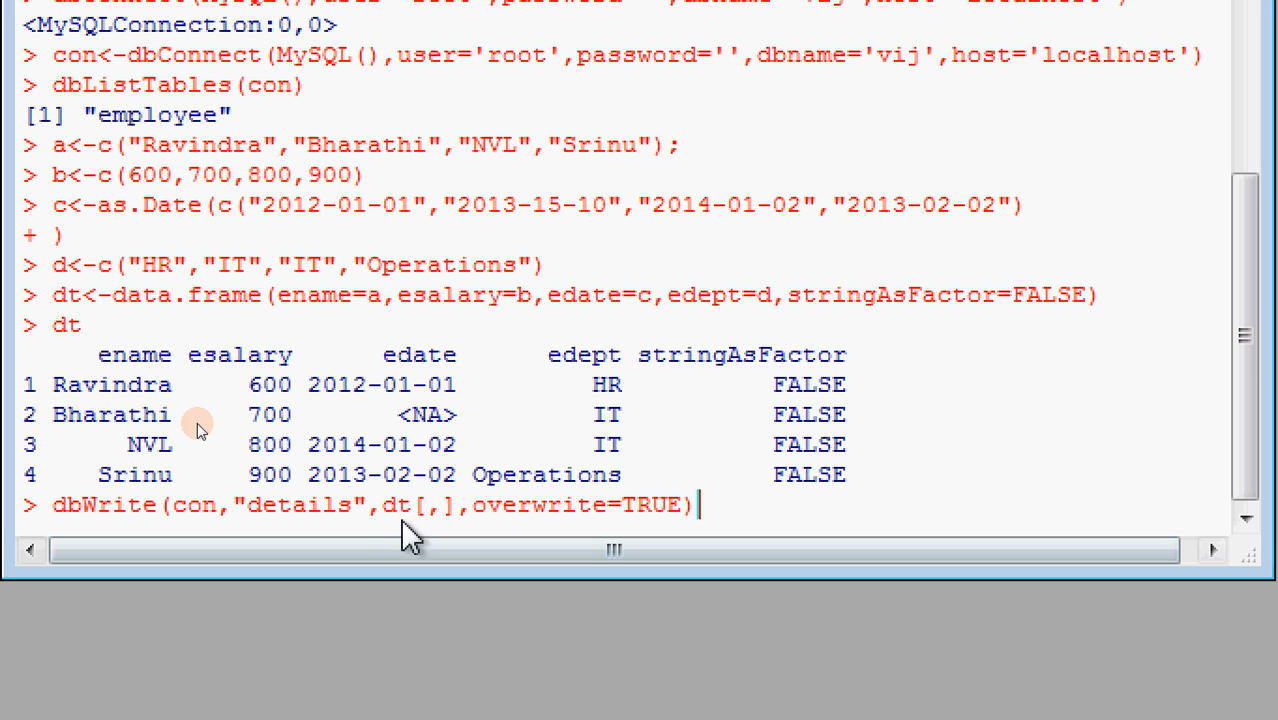 <MySQLConnection:0,0>
> con<-dbConnect(MySQL(),user='root',password='',dbname='vij',host='localhost')
> dbListTables(con)
[1] "employee"
> a<-c("Ravindra","Bharathi","NVL","Srinu");
> b<-c(600,700,800,900)
> c<-as.Date(c("2012-01-01","2013-15-10","2014-01-02","2013-02-02")
+ )
> d<-c("HR","IT","IT","Operations")
> dt<-data.frame(ename=a,esalary=b,edate=c,edept=d,stringAsFactor=FALSE)
> dt
     ename esalary      edate      edept stringAsFactor
1 Ravindra     600 2012-01-01         HR          FALSE
2 Bharathi     700       <NA>         IT          FALSE
3      NVL     800 2014-01-02         IT          FALSE
4    Srinu     900 2013-02-02 Operations          FALSE
> dbWrite(con,"details",dt[,],overwrite=TRUE)